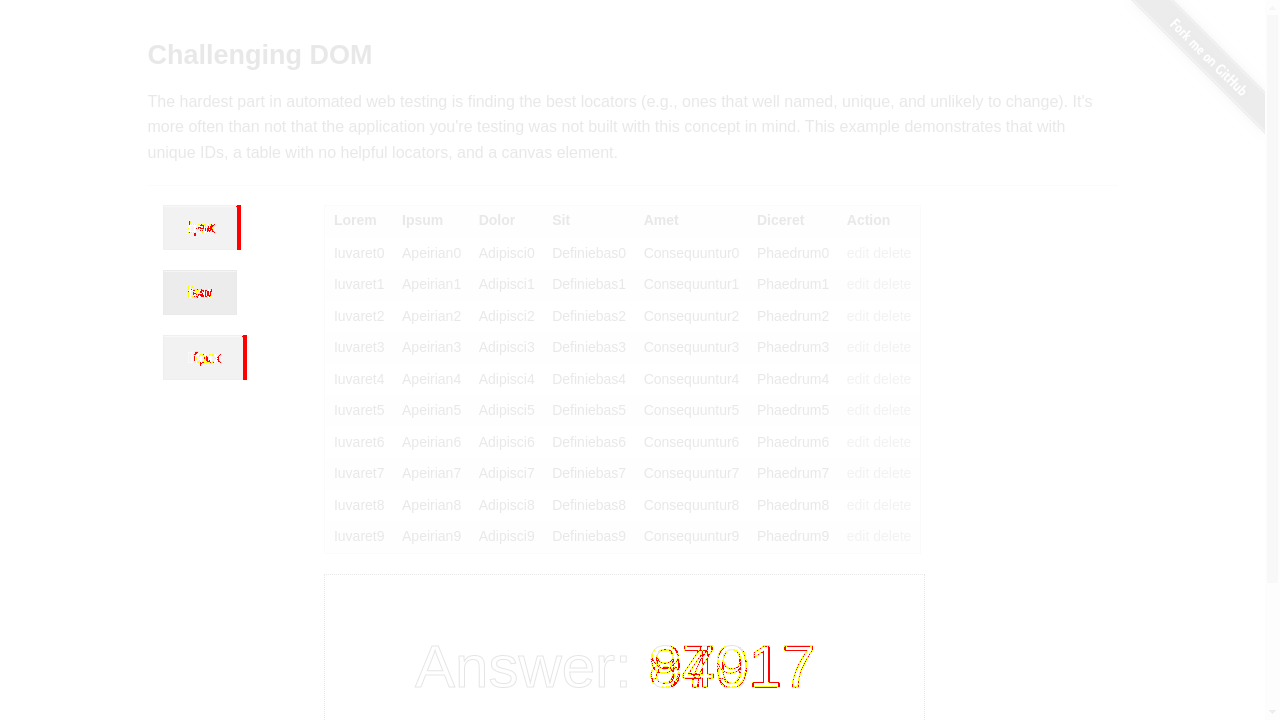 Fork me on GitHub
Challenging DOM
The hardest part in automated web testing is finding the best locators (e.g., ones that well named, unique, and unlikely to change). It's
more often than not that the application you're testing was not built with this concept in mind. This example demonstrates that with
unique IDs, a table with no helpful locators, and a canvas element.
Lorem Ipsum Dolor Sit Amet Diceret Action
Iuvaret0 Apeirian0 Adipisci0 Definiebas0 Consequuntur0 Phaedrum0 edit delete
Iuvaret1 Apeirian1 Adipisci1 Definiebas1 Consequuntur1 Phaedrum1 edit delete
Iuvaret2 Apeirian2 Adipisci2 Definiebas2 Consequuntur2 Phaedrum2 edit delete
Iuvaret3 Apeirian3 Adipisci3 Definiebas3 Consequuntur3 Phaedrum3 edit delete
Iuvaret4 Apeirian4 Adipisci4 Definiebas4 Consequuntur4 Phaedrum4 edit delete
Iuvaret5 Apeirian5 Adipisci5 Definiebas5 Consequuntur5 Phaedrum5 edit delete
Iuvaret6 Apeirian6 Adipisci6 Definiebas6 Consequuntur6 Phaedrum6 edit delete
Iuvaret7 Apeirian7 Adipisci7 Definiebas7 Consequuntur7 Phaedrum7 edit delete
Iuvaret8 Apeirian8 Adipisci8 Definiebas8 Consequuntur8 Phaedrum8 edit delete
Iuvaret9 Apeirian9 Adipisci9 Definiebas9 Consequuntur9 Phaedrum9 edit delete
Answer: